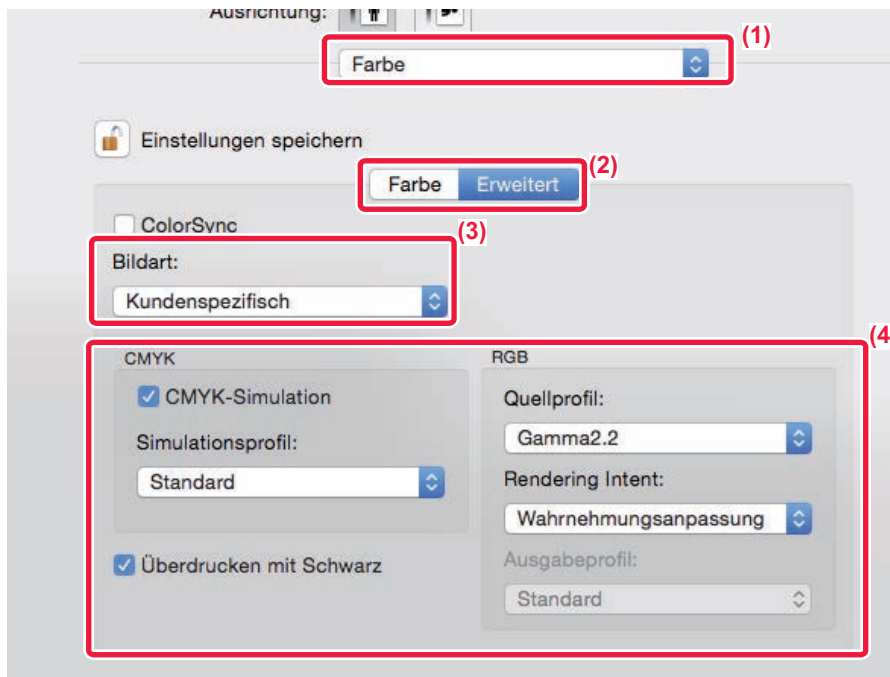 Ausrichtung:
(1)
Farbe
Einstellungen speichern
(2)
Farbe Erweitert
ColorSync
(3)
Bildart:
Kundenspezifisch
(4
CMYK
CMYK-Simulation
Simulationsprofil:
Standard
Überdrucken mit Schwarz
RGB
Quellprofil:
Gamma2.2
Rendering Intent:
Wahrnehmungsanpassung
Ausgabeprofil:
Standard